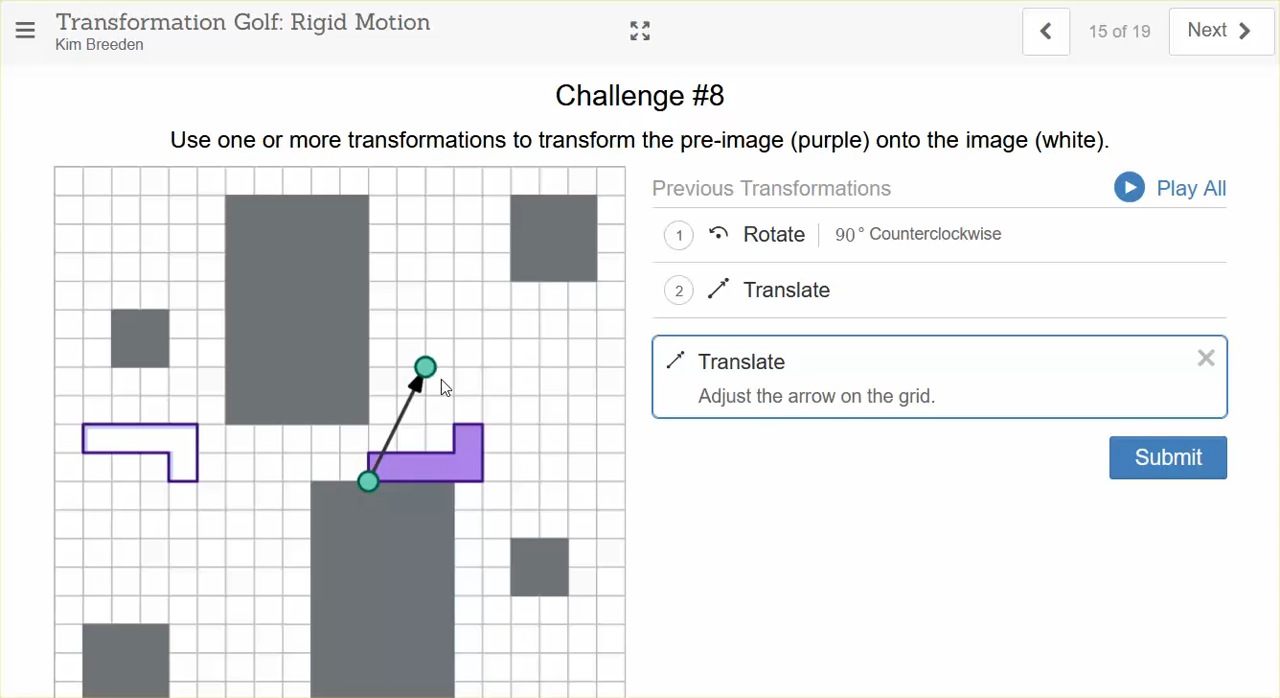 Transformation Golf: Rigid Motion
Kim Breeden
15 of 19
Next
Challenge #8
Use one or more transformations to transform the pre-image (purple) onto the image (white).
Previous Transformations
Play All
1 Rotate 90° Counterclockwise
2 Translate
Translate
Adjust the arrow on the grid.
Submit